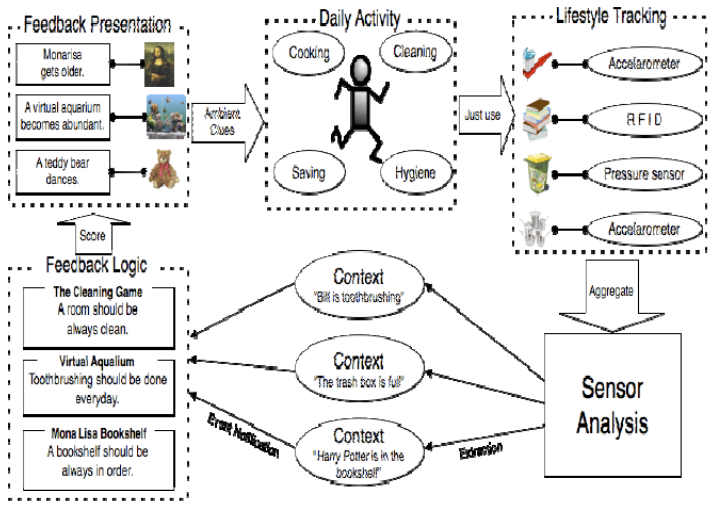 Feedback Presentation
Monarisa
gets older.
A virtual aquarium
becomes abundant.
A teddy bear
dances.
Ambient
Clues
Daily Activity
Cooking
Cleaning
Saving
Hygiene
Just use
Lifestyle Tracking
Accelarometer
RFID
Pressure sensor
Accelarometer
Score
Feedback Logic
The Cleaning Game
A room should be
always clean.
Virtual Aqualium
Toothbrushing should be done
everyday.
Mona Lisa Bookshelf
A bookshelf should be
always in order.
Context
"Bill is toothbrushing"
Context
"The trash box is full"
Context
"Harry Potter is in the
bookshelf"
Event Notification
Extraction
Aggregate
Sensor
Analysis